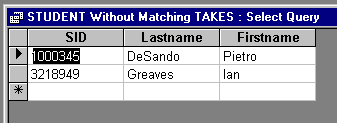 STUDENT Without Matching TAKES : Select Query
SID Lastname Firstname
1000345 DeSando Pietro
3218949 Greaves Ian